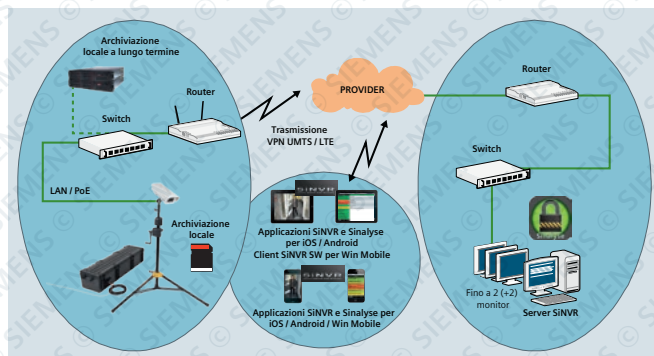 Archiviazione
locale a lungo termine
Router
Switch
LAN / PoE
Archiviazione
locale
PROVIDER
Trasmissione
VPN UMTS / LTE
SiNVR
Applicazioni SiNVR e Sinalyse
per iOS / Android
Client SiNVR SW per Win Mobile
SiNVR
Applicazioni SiNVR e Sinalyse per
iOS / Android / Win Mobile
Router
Switch
Fino a 2 (+2)
monitor
Server SiNVR
© SIEMENS